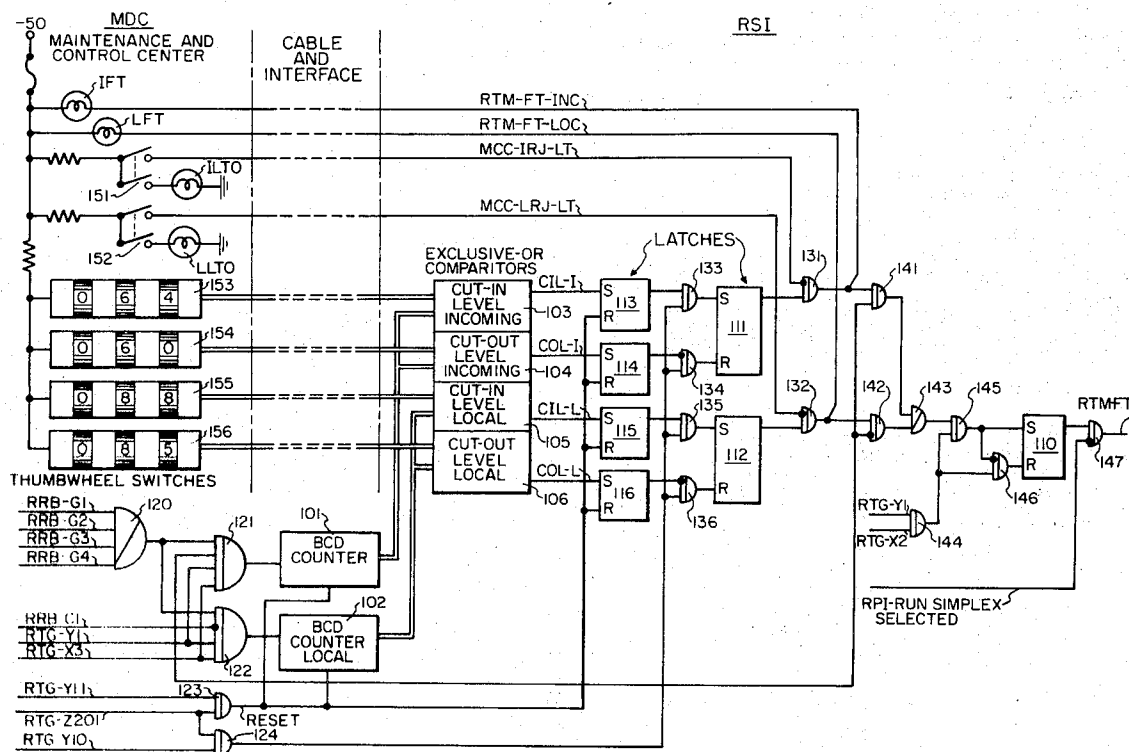 MDC
-50
MAINTENANCE AND
CONTROL CENTER
CABLE
AND
INTERFACE
RSI
IFT
RTM-FT-INC
LFT
RTM-FT-LOC
MCC-IRJ-LT
ILTO
151
MCC-LRJ-LT
152
LLTO
EXCLUSIVE-OR
COMPARITORS
LATCHES
131
141
0 6 4
153
CUT-IN
LEVEL
INCOMING
103
CIL-I
S
113
R
133
S
111
R
154
0 6 0
CUT-OUT
LEVEL
INCOMING
104
COL-I
S
114
R
134
135
132
142
143
145
155
0 8 8
CUT-IN
LEVEL
LOCAL
105
CIL-L
S
115
R
S
112
R
S
110
R
RTMFT
147
156
0 8 5
CUT-OUT
LEVEL
LOCAL
106
COL-L
S
116
R
136
146
THUMBWHEEL SWITCHES
RRB-G1
RRB-G2
RRB-G3
RRB-G4
120
121
101
BCD
COUNTER
RTG-Y1
RTG-X2
144
102
BCD
COUNTER
LOCAL
RPI-RUN SIMPLEX
SELECTED
RRB-C1
RTG-Y1
RTG-X3
122
RTG-Y11
123
RTG-Z201
RESET
RTG Y10
124